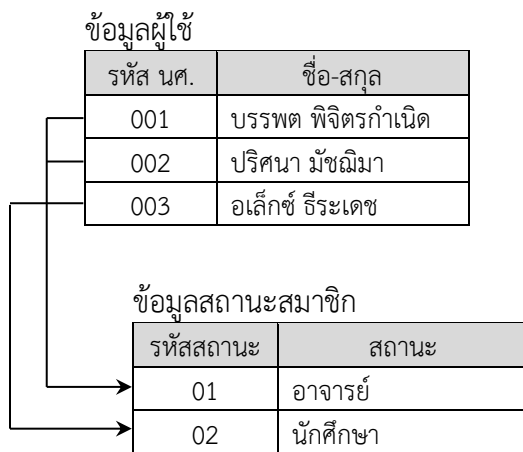 ข้อมูลผู้ใช้
รหัส นศ. ชื่อ-สกุล
001 บรรพต พิจิตรกำเนิด
002 ปริศนา มัชฌิมา
003 อเล็กซ์ ธีระเดช
ข้อมูลสถานะสมาชิก
รหัสสถานะ สถานะ
01 อาจารย์
02 นักศึกษา